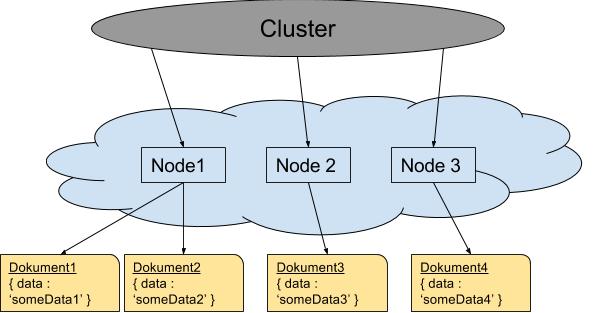 Cluster
Node1
Node 2
Node 3
Dokument1
{ data :
‘someData1’ }
Dokument2
{ data :
‘someData2’ }
Dokument3
{ data :
‘someData3’ }
Dokument4
{ data :
‘someData4’ }